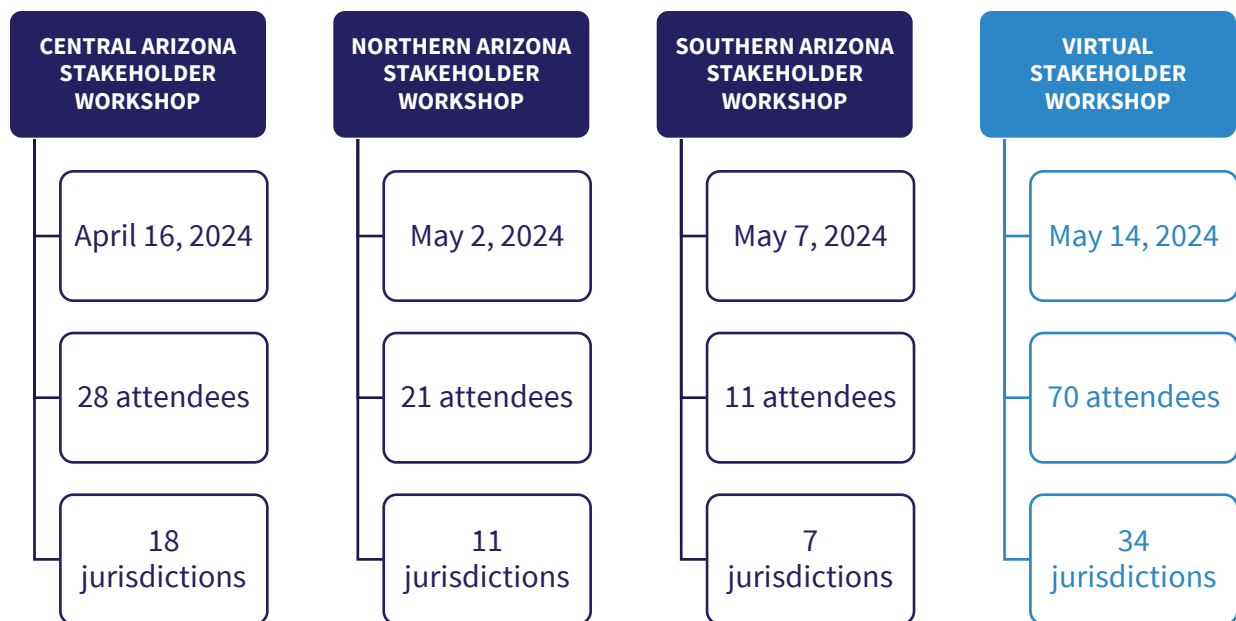 CENTRAL ARIZONA
STAKEHOLDER
WORKSHOP
April 16, 2024
28 attendees
18
jurisdictions
NORTHERN ARIZONA
STAKEHOLDER
WORKSHOP
May 2, 2024
21 attendees
11
jurisdictions
SOUTHERN ARIZONA
STAKEHOLDER
WORKSHOP
May 7, 2024
11 attendees
7
jurisdictions
VIRTUAL
STAKEHOLDER
WORKSHOP
May 14, 2024
70 attendees
34
jurisdictions